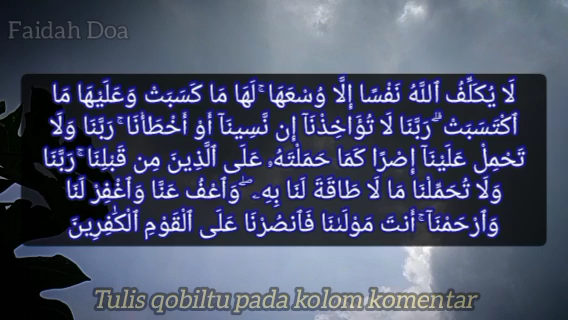 Faidah Doa
لَا يُكَلِّفُ ٱللَّهُ نَفْسًا إِلَّا وُسْعَهَا ۚ لَهَا مَا كَسَبَتْ وَعَلَيْهَا مَا
ٱكْتَسَبَتْ ۗ رَبَّنَا لَا تُؤَاخِذْنَآ إِن نَّسِينَآ أَوْ أَخْطَأْنَا ۚ رَبَّنَا وَلَا
تَحْمِلْ عَلَيْنَآ إِصْرًا كَمَا حَمَلْتَهُۥ عَلَى ٱلَّذِينَ مِن قَبْلِنَا ۚ رَبَّنَا
وَلَا تُحَمِّلْنَا مَا لَا طَاقَةَ لَنَا بِهِۦ ۖ وَٱعْفُ عَنَّا وَٱغْفِرْ لَنَا
وَٱرْحَمْنَآ ۚ أَنتَ مَوْلَىٰنَا فَٱنصُرْنَا عَلَى ٱلْقَوْمِ ٱلْكَٰفِرِينَ
Tulis qobiltu pada kolom komentar